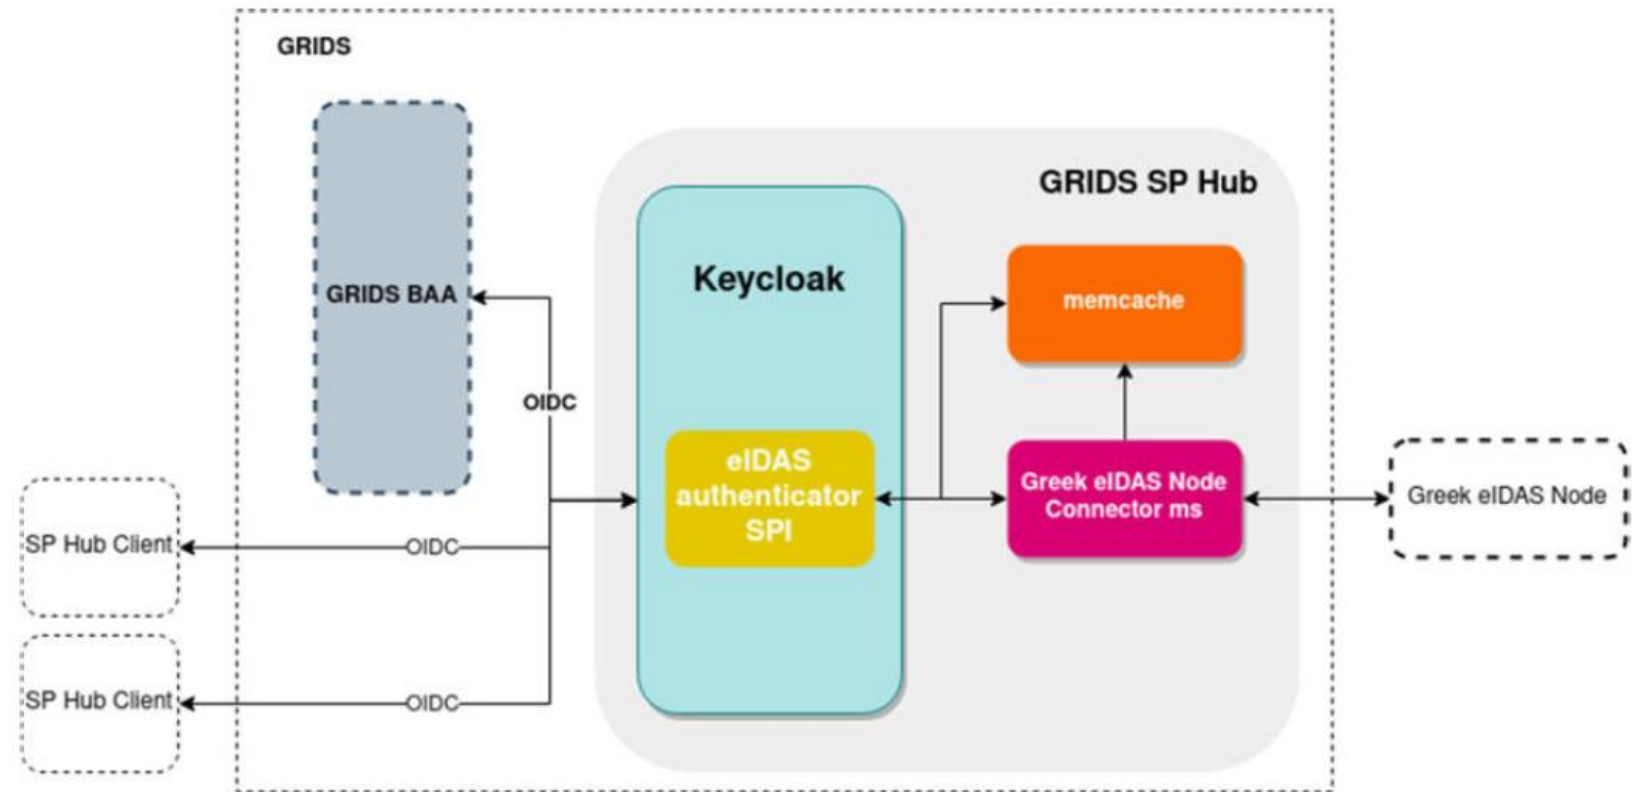 GRIDS
GRIDS SP Hub
Keycloak
GRIDS BAA
memcache
OIDC
eIDAS
authenticator
SPI
Greek eIDAS Node
Connector ms
Greek eIDAS Node
SP Hub Client
OIDC
SP Hub Client
OIDC